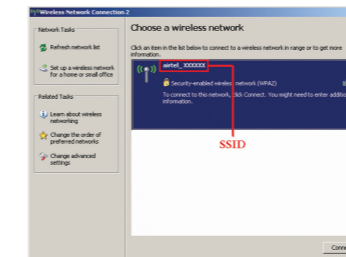 Wireless Network Connection 2
Network Tasks
Refresh network list
Set up a wireless network
for a home or small office
Related Tasks
Learn about wireless
networking
Change the order of
preferred networks
Change advanced
settings
Choose a wireless network
Click an item in the list below to connect to a wireless network in range or to get more
information.
airtel_XXXXXX
Security-enabled wireless network (WPA2)
To connect to this network, click Connect. You might need to enter additio
information.
SSID
Conne